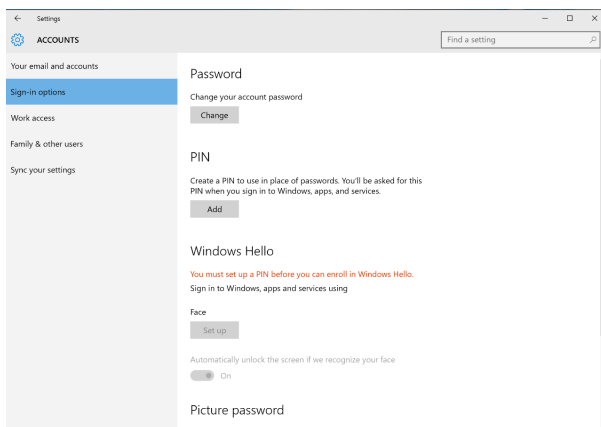 Settings
ACCOUNTS
Find a setting
Your email and accounts
Sign-in options
Work access
Family & other users
Sync your settings
Password
Change your account password
Change
PIN
Create a PIN to use in place of passwords. You'll be asked for this
PIN when you sign in to Windows, apps, and services.
Add
Windows Hello
You must set up a PIN before you can enroll in Windows Hello.
Sign in to Windows, apps and services using
Face
Set up
Automatically unlock the screen if we recognize your face
On
Picture password